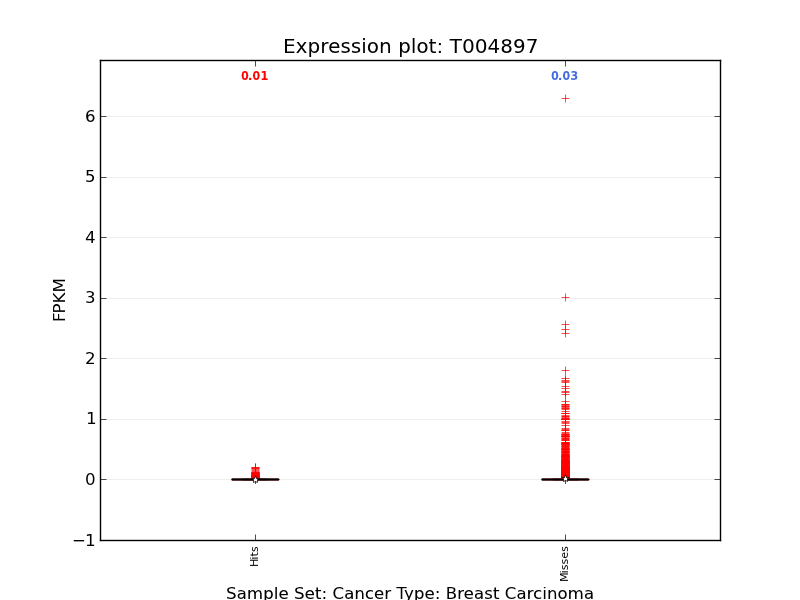 Expression plot: T004897
0.01 0.03
6
5
4
3
2
1
0
−1
FPKM
Hits
Misses
Sample Set: Cancer Type: Breast Carcinoma